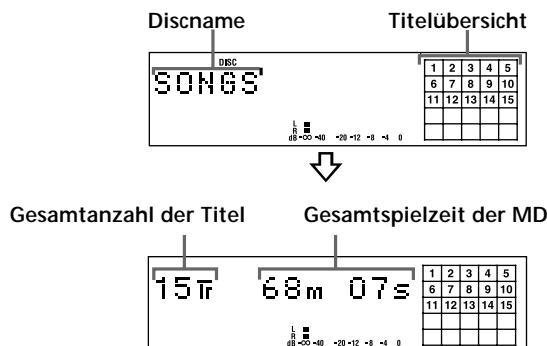 Discname Titelübersicht
DISC
SONGS
1 2 3 4 5
6 7 8 9 10
11 12 13 14 15
L
R
dB -∞ -40 -20 -12 -8 -4 0
Gesamtanzahl der Titel Gesamtspielzeit der MD
15Tr 68m 07s
1 2 3 4 5
6 7 8 9 10
11 12 13 14 15
L
R
dB -∞ -40 -20 -12 -8 -4 0